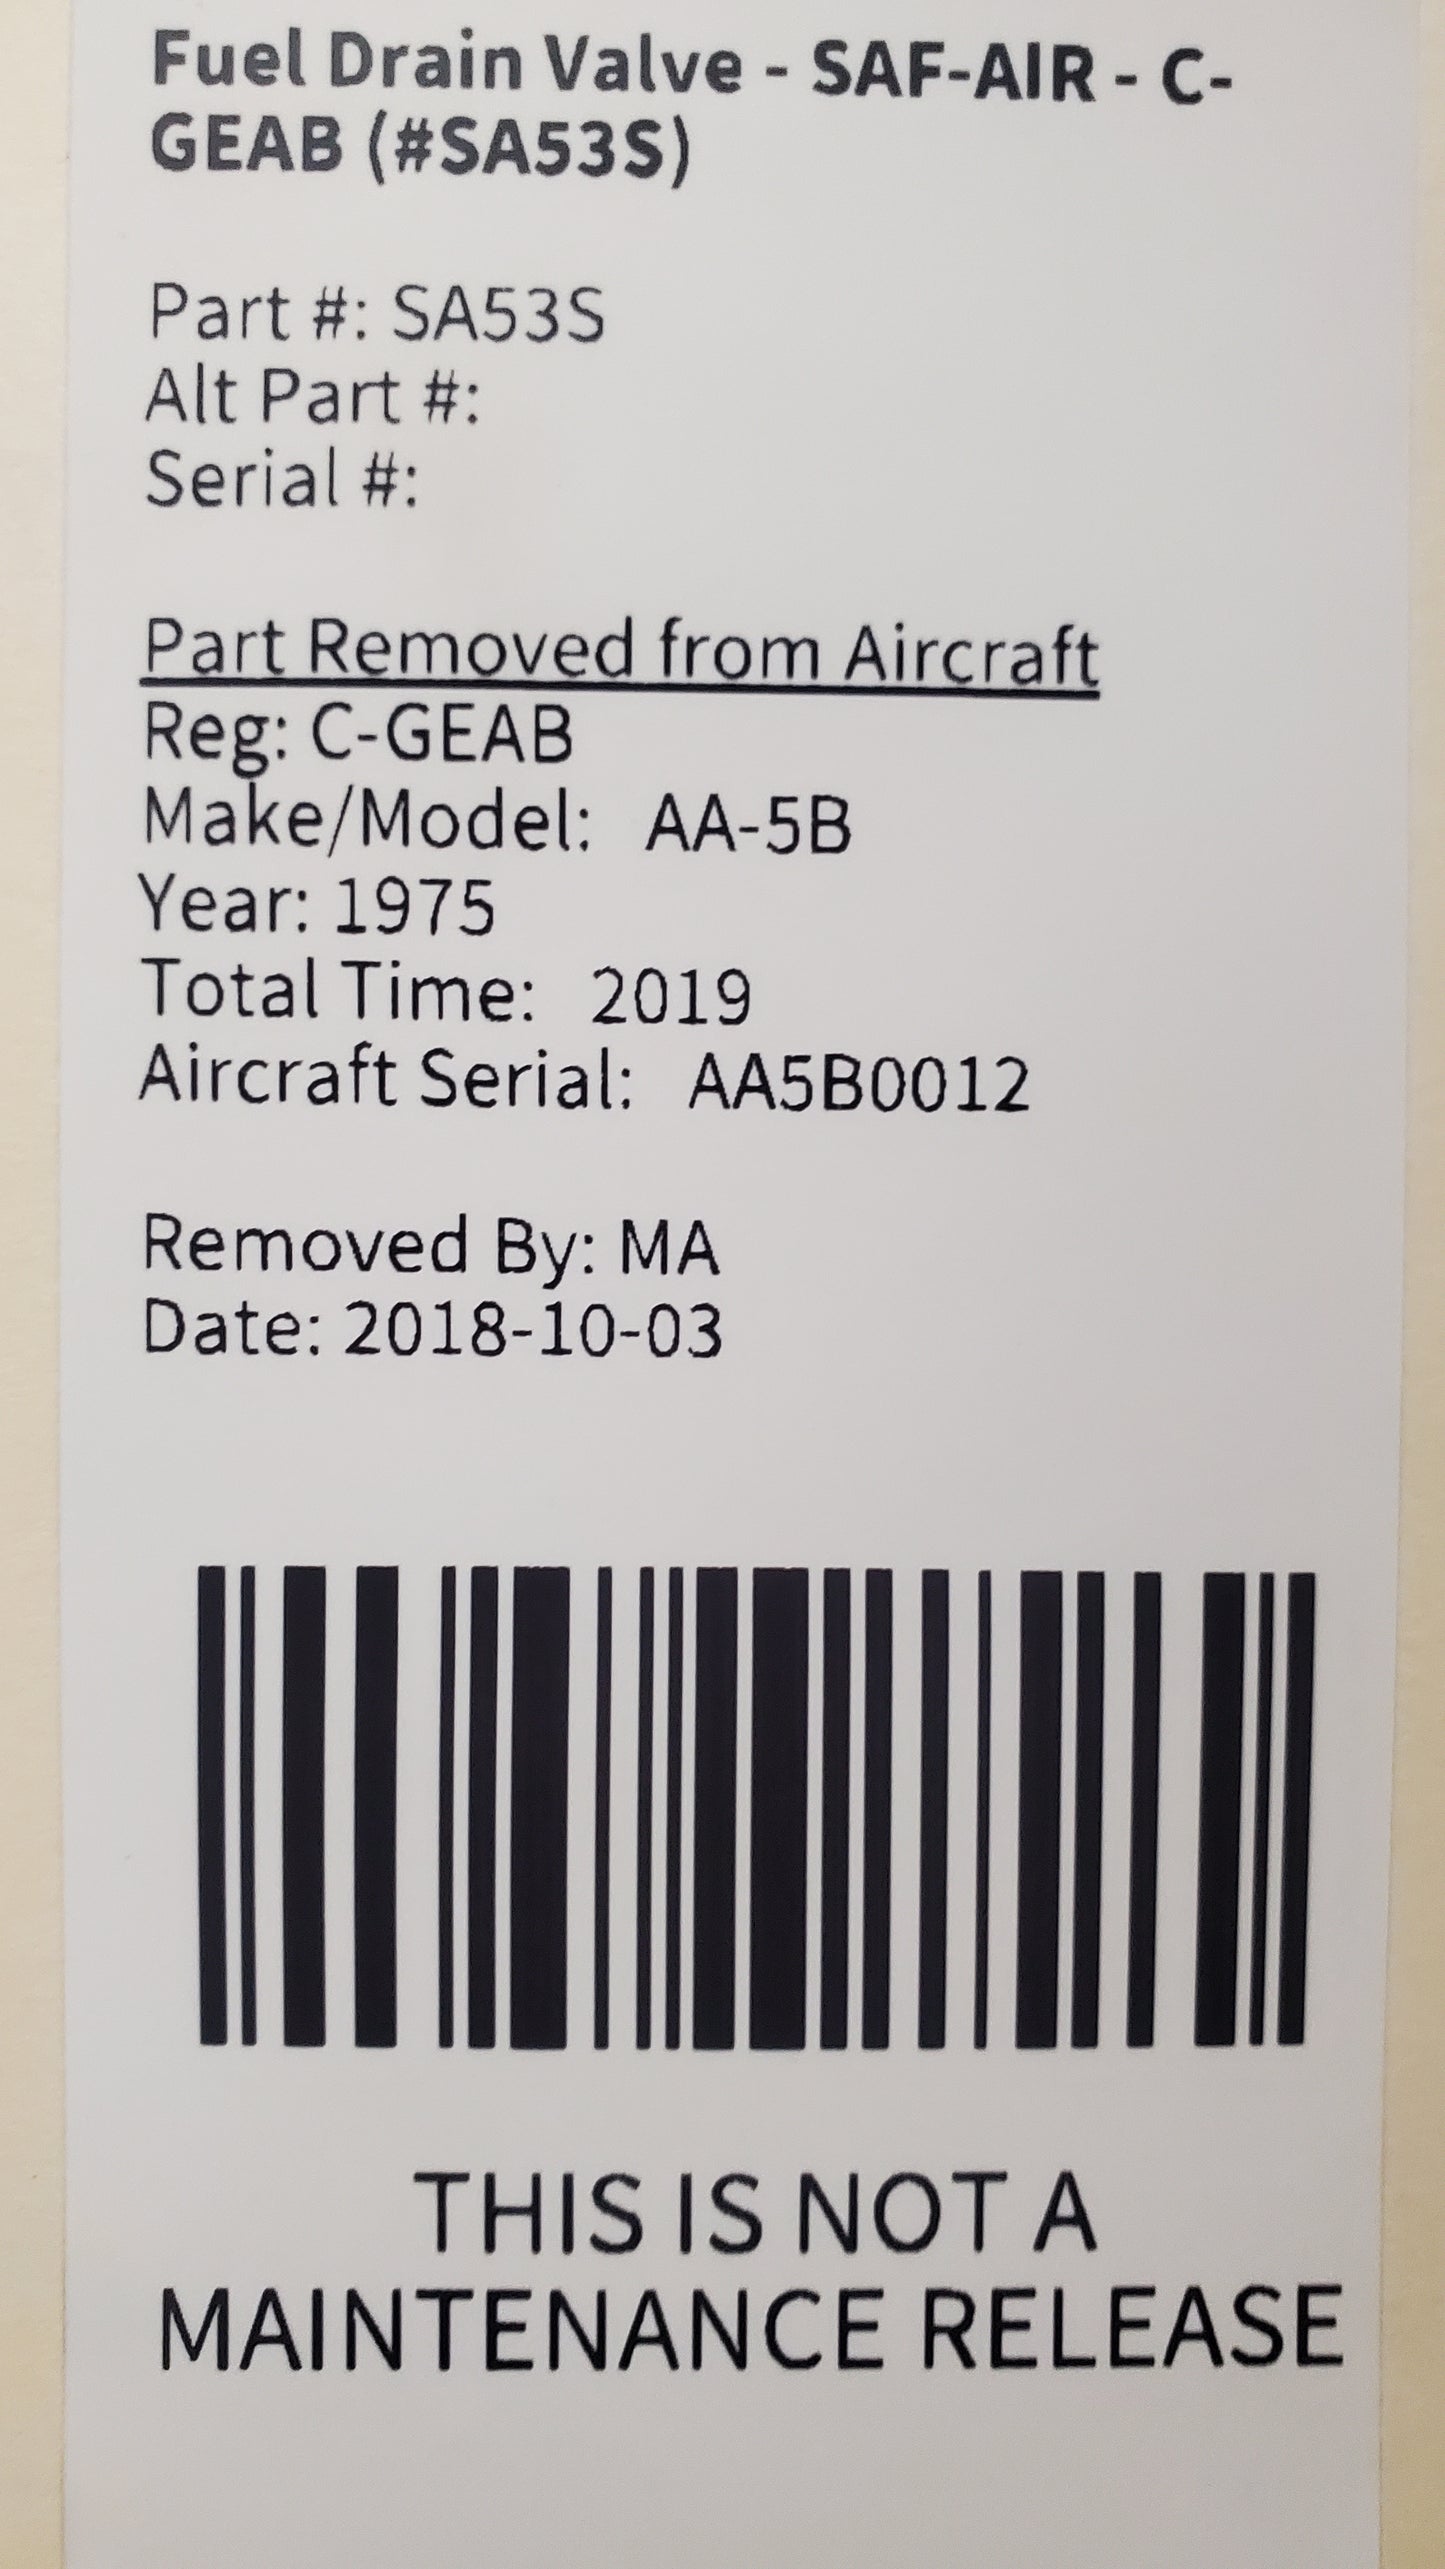 Fuel Drain Valve - SAF-AIR - C-
GEAB (#SA53S)
Part #: SA53S
Alt Part #:
Serial #:
Part Removed from Aircraft
Reg: C-GEAB
Make/Model: AA-5B
Year: 1975
Total Time: 2019
Aircraft Serial: AA5B0012
Removed By: MA
Date: 2018-10-03
THIS IS NOT A
MAINTENANCE RELEASE